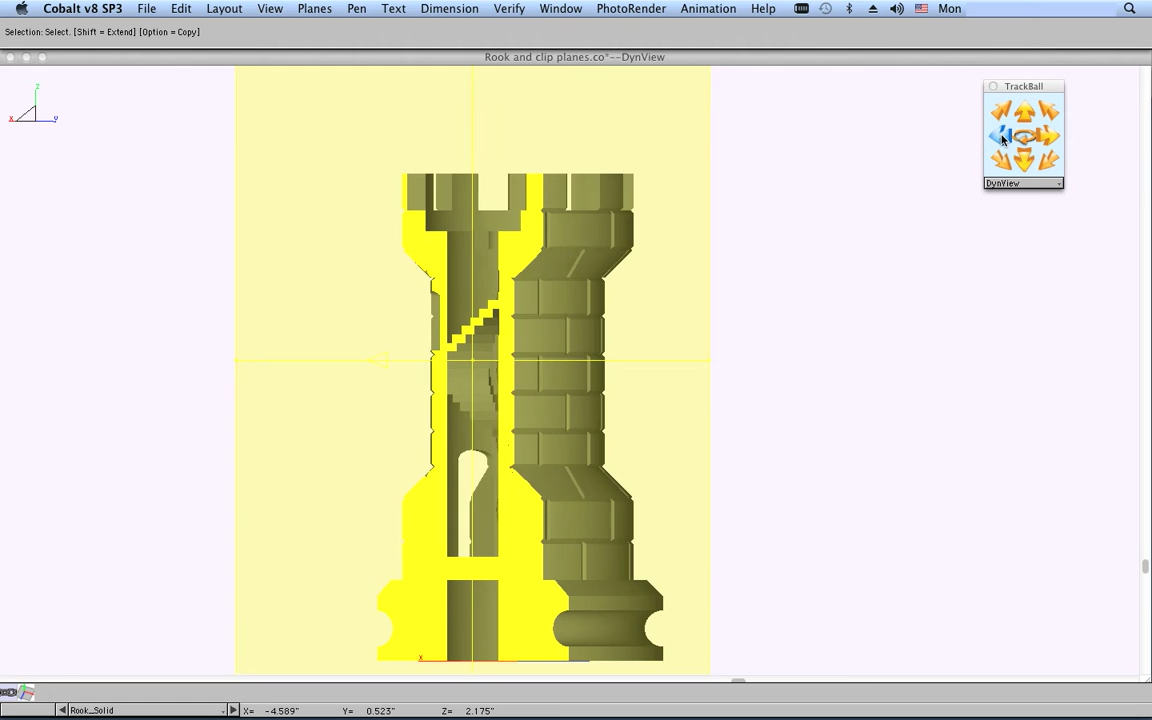 Cobalt v8 SP3 File Edit Layout View Planes Pen Text Dimension Verify Window PhotoRender Animation Help Mon
Selection: Select. [Shift = Extend] [Option = Copy]
Rook and clip planes.co*--DynView
TrackBall
z
x
y
DynView
x
Rook_Solid X= -4.589" Y= 0.523" Z= 2.175"